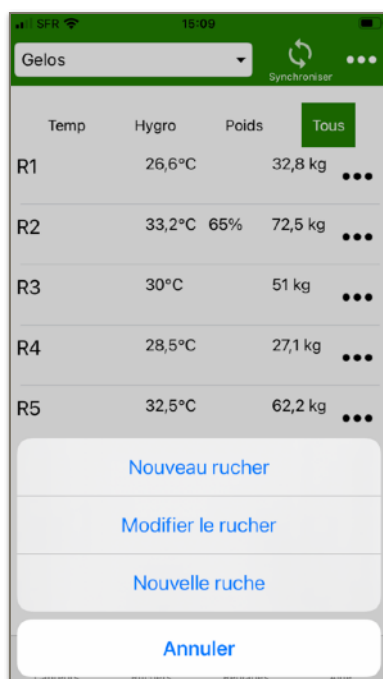 SFR 15:09
Gelos
Synchroniser
Temp Hygro Poids Tous
R1 26,6°C 32,8 kg
R2 33,2°C 65% 72,5 kg
R3 30°C 51 kg
R4 28,5°C 27,1 kg
R5 32,5°C 62,2 kg
Nouveau rucher
Modifier le rucher
Nouvelle ruche
Annuler